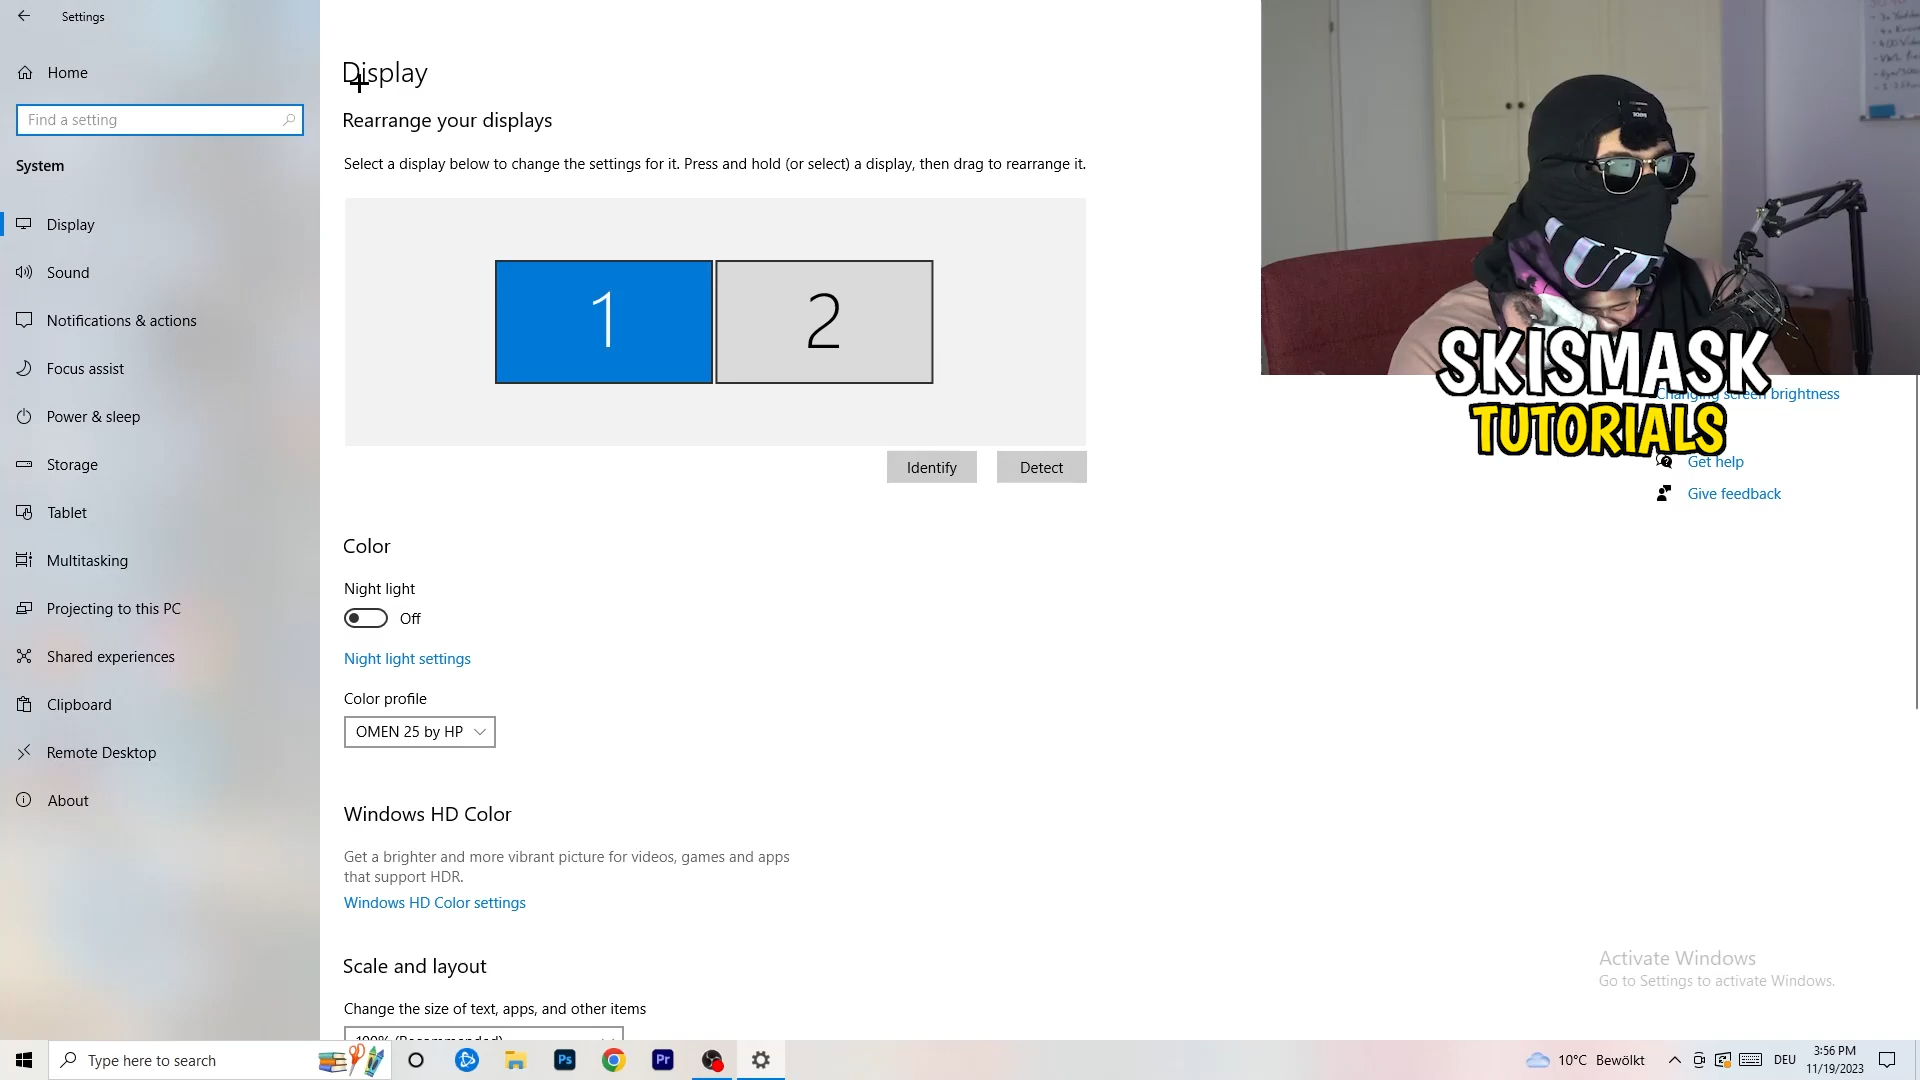 Settings
Home
Find a setting
System
Display
Sound
Notifications & actions
Focus assist
Power & sleep
Storage
Tablet
Multitasking
Projecting to this PC
Shared experiences
Clipboard
Remote Desktop
About
Display
Rearrange your displays
Select a display below to change the settings for it. Press and hold (or select) a display, then drag to rearrange it.
1
2
Identify
Detect
Color
Night light
Off
Night light settings
Color profile
OMEN 25 by HP
Windows HD Color
Get a brighter and more vibrant picture for videos, games and apps
that support HDR.
Windows HD Color settings
Scale and layout
Change the size of text, apps, and other items
100% (Recommended)
SKISMASK
TUTORIALS
Changing screen brightness
Get help
Give feedback
Activate Windows
Go to Settings to activate Windows.
Type here to search
Ps
Pr
10°C Bewölkt
DEU
3:56 PM
11/19/2023